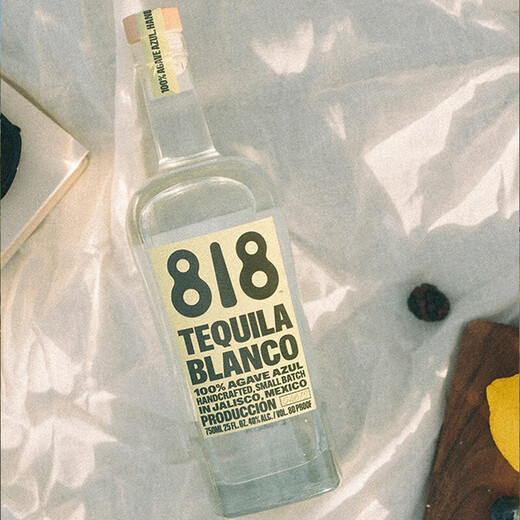 100% AGAVE AZUL. HAND
818
TEQUILA
BLANCO
100% AGAVE AZUL
HANDCRAFTED, SMALL BATCH
IN JALISCO, MEXICO
PRODUCCION
750ML 25 FL. OZ. 40% ALC. / VOL. 80 PROOF